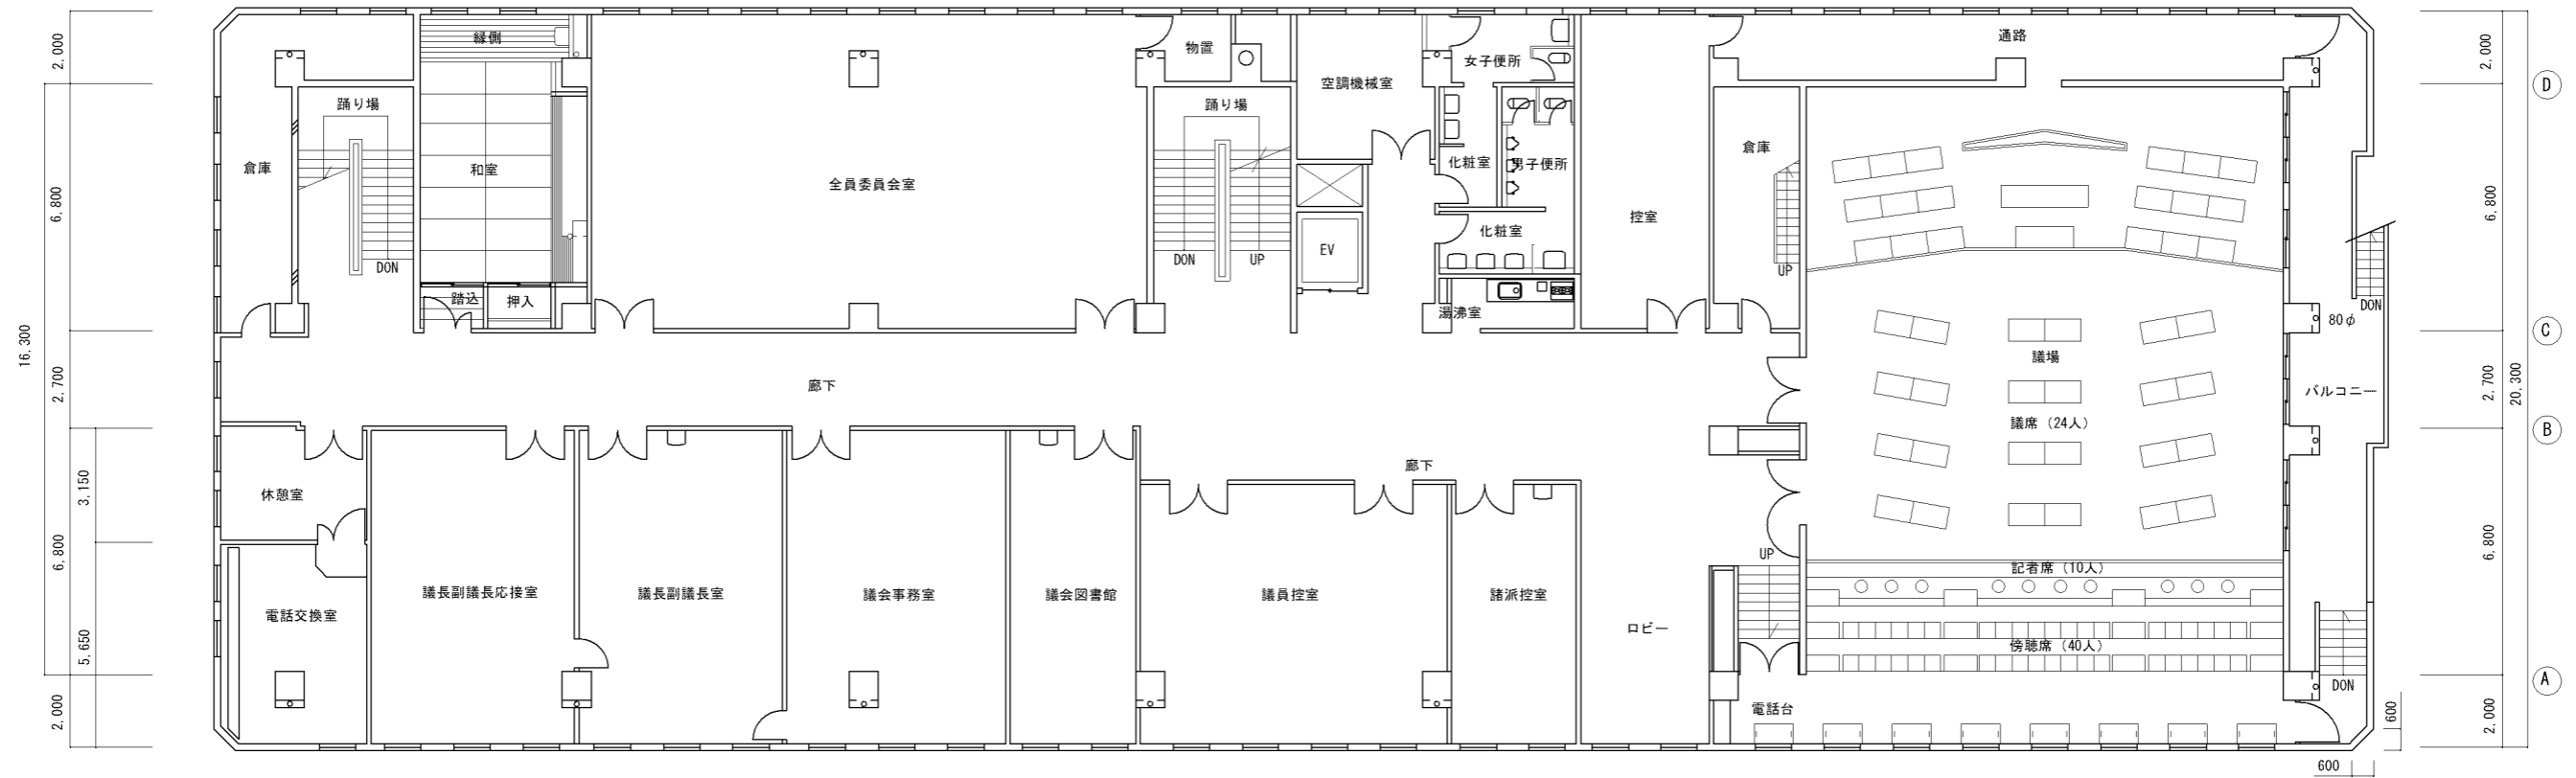 縁側
物置
通路
2,000
女子便所
2,000
空調機械室
D
踊り場
踊り場
倉庫
和室
全員委員会室
化粧室
男子便所
倉庫
6,800
6,800
控室
化粧室
EV
DON
DON
UP
UP
踏込
押入
湯沸室
DON
80φ
C
16,300
議場
2,700
廊下
バルコニー
2,700
20,300
議席（24人）
B
廊下
3,150
休憩室
6,800
UP
6,800
記者席（10人）
議長副議長応接室
議長副議長室
議会事務室
議会図書館
議員控室
諸派控室
電話交換室
ロビー
5,650
傍聴席（40人）
A
DON
2,000
電話台
600
2,000
600